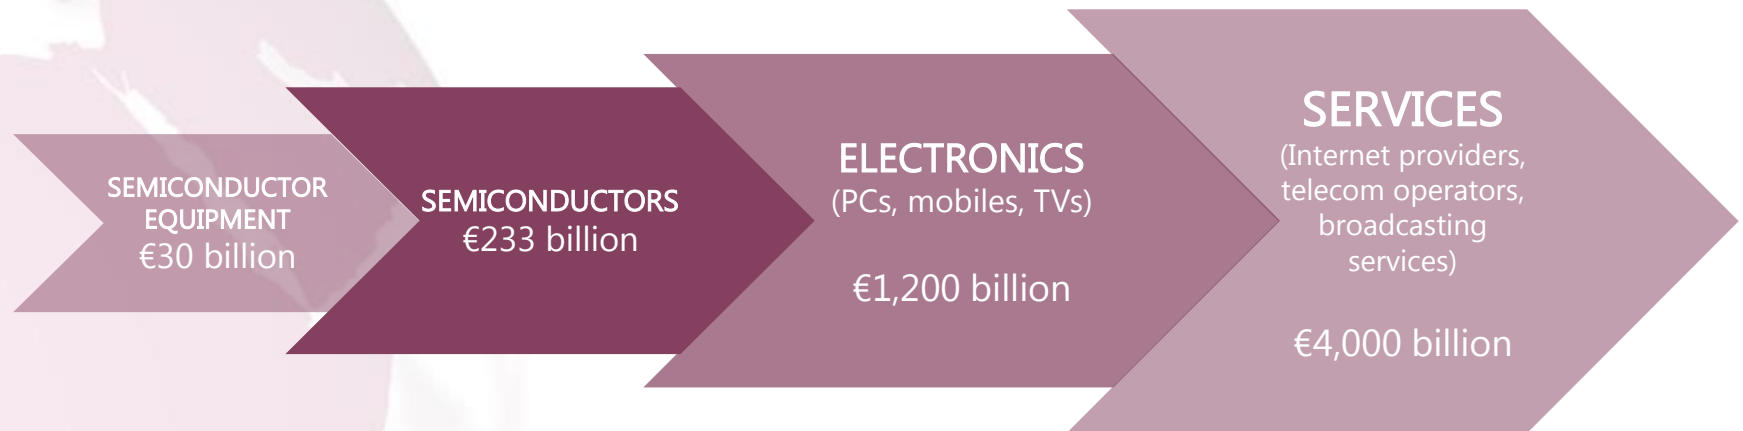 SEMICONDUCTOR
EQUIPMENT
€30 billion
SEMICONDUCTORS
€233 billion
ELECTRONICS
(PCs, mobiles, TVs)
€1,200 billion
SERVICES
(Internet providers,
telecom operators,
broadcasting
services)
€4,000 billion